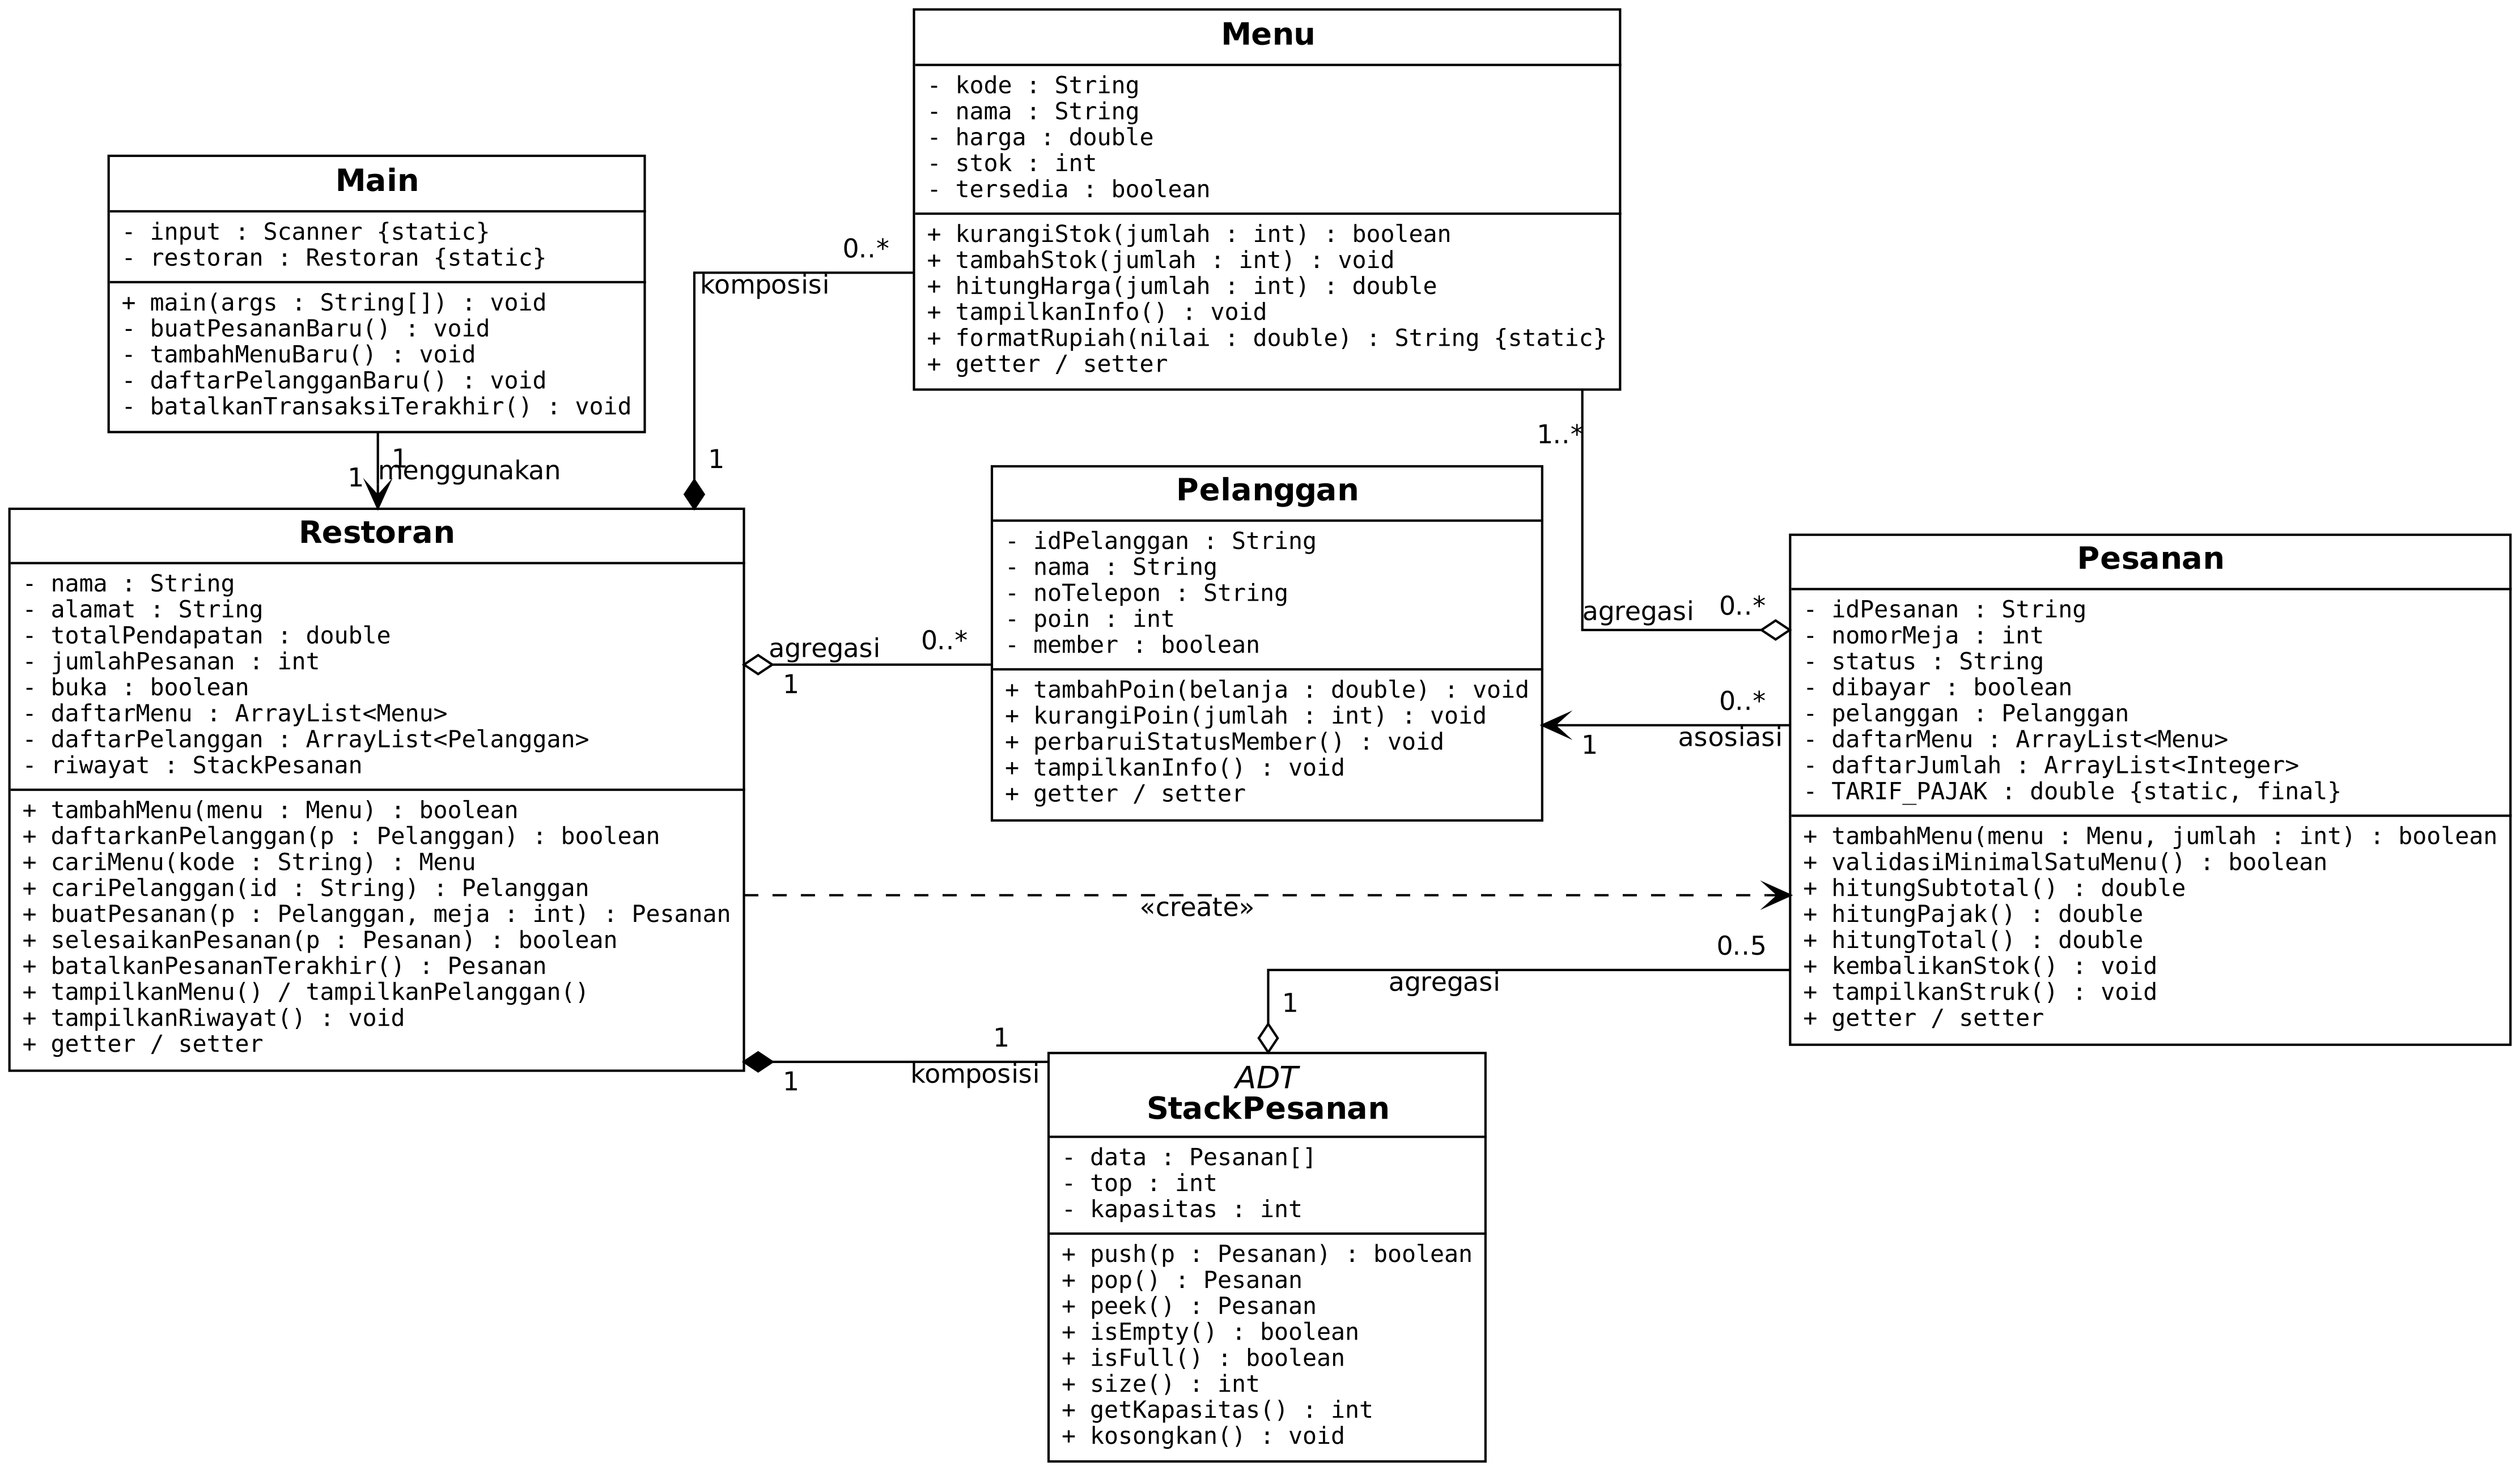 Menu
- kode : String
- nama : String
- harga : double
- stok : int
- tersedia : boolean
+ kurangiStok(jumlah : int) : boolean
+ tambahStok(jumlah : int) : void
+ hitungHarga(jumlah : int) : double
+ tampilkanInfo() : void
+ formatRupiah(nilai : double) : String {static}
+ getter / setter
Main
- input : Scanner {static}
- restoran : Restoran {static}
+ main(args : String[]) : void
- buatPesananBaru() : void
- tambahMenuBaru() : void
- daftarPelangganBaru() : void
- batalkanTransaksiTerakhir() : void
0..*
komposisi
1
1
1
menggunakan
Restoran
- nama : String
- alamat : String
- totalPendapatan : double
- jumlahPesanan : int
- buka : boolean
- daftarMenu : ArrayList<Menu>
- daftarPelanggan : ArrayList<Pelanggan>
- riwayat : StackPesanan
+ tambahMenu(menu : Menu) : boolean
+ daftarkanPelanggan(p : Pelanggan) : boolean
+ cariMenu(kode : String) : Menu
+ cariPelanggan(id : String) : Pelanggan
+ buatPesanan(p : Pelanggan, meja : int) : Pesanan
+ selesaikanPesanan(p : Pesanan) : boolean
+ batalkanPesananTerakhir() : Pesanan
+ tampilkanMenu() / tampilkanPelanggan()
+ tampilkanRiwayat() : void
+ getter / setter
agregasi
0..*
1
Pelanggan
- idPelanggan : String
- nama : String
- noTelepon : String
- poin : int
- member : boolean
+ tambahPoin(belanja : double) : void
+ kurangiPoin(jumlah : int) : void
+ perbaruiStatusMember() : void
+ tampilkanInfo() : void
+ getter / setter
1..*
agregasi
0..*
0..*
1
asosiasi
Pesanan
- idPesanan : String
- nomorMeja : int
- status : String
- dibayar : boolean
- pelanggan : Pelanggan
- daftarMenu : ArrayList<Menu>
- daftarJumlah : ArrayList<Integer>
- TARIF_PAJAK : double {static, final}
+ tambahMenu(menu : Menu, jumlah : int) : boolean
+ validasiMinimalSatuMenu() : boolean
+ hitungSubtotal() : double
+ hitungPajak() : double
+ hitungTotal() : double
+ kembalikanStok() : void
+ tampilkanStruk() : void
+ getter / setter
«create»
0..5
agregasi
1
1
1
komposisi
ADT
StackPesanan
- data : Pesanan[]
- top : int
- kapasitas : int
+ push(p : Pesanan) : boolean
+ pop() : Pesanan
+ peek() : Pesanan
+ isEmpty() : boolean
+ isFull() : boolean
+ size() : int
+ getKapasitas() : int
+ kosongkan() : void